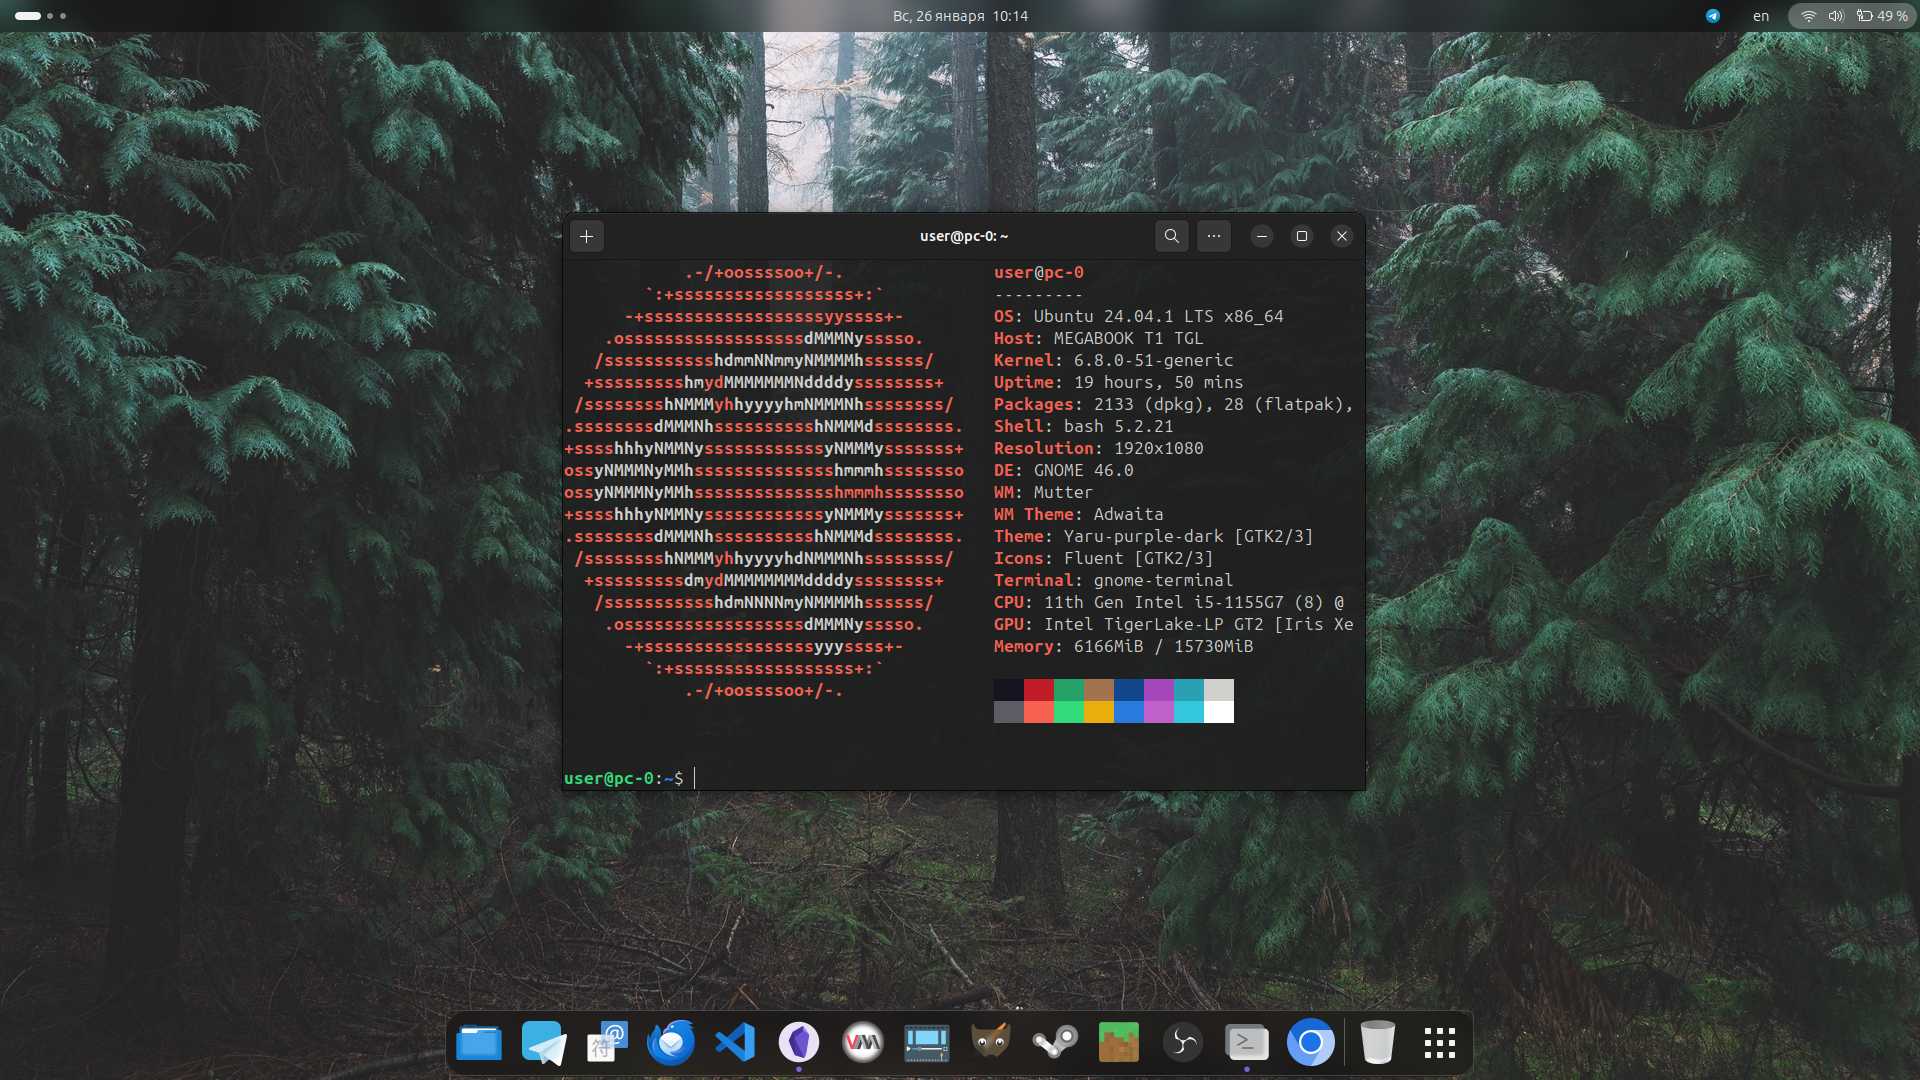 Вс, 26 января 10:14
en
49 %
user@pc-0: ~
.-/+oossssoo+/-.
`:+ssssssssssssssssss+:`
-+ssssssssssssssssssyyssss+-
.ossssssssssssssssssdMMMNysssso.
/ssssssssssshdmmNNmmyNMMMMhssssss/
+ssssssssshmydMMMMMMMNddddyssssssss+
/sssssssshNMMMyhhyyyyhmNMMMNhssssssss/
.ssssssssdMMMNhsssssssssshNMMMdssssssss.
+sssshhhyNMMNyssssssssssssyNMMMysssssss+
ossyNMMMNyMMhsssssssssssssshmmmhssssssso
ossyNMMMNyMMhsssssssssssssshmmmhssssssso
+sssshhhyNMMNyssssssssssssyNMMMysssssss+
.ssssssssdMMMNhsssssssssshNMMMdssssssss.
/sssssssshNMMMyhhyyyyhdNMMMNhssssssss/
+sssssssssdmydMMMMMMMMddddyssssssss+
/ssssssssssshdmNNNNmyNMMMMhssssss/
.ossssssssssssssssssdMMMNysssso.
-+sssssssssssssssssyyyssss+-
`:+ssssssssssssssssss+:`
.-/+oossssoo+/-.
user@pc-0
---------
OS: Ubuntu 24.04.1 LTS x86_64
Host: MEGABOOK T1 TGL
Kernel: 6.8.0-51-generic
Uptime: 19 hours, 50 mins
Packages: 2133 (dpkg), 28 (flatpak),
Shell: bash 5.2.21
Resolution: 1920x1080
DE: GNOME 46.0
WM: Mutter
WM Theme: Adwaita
Theme: Yaru-purple-dark [GTK2/3]
Icons: Fluent [GTK2/3]
Terminal: gnome-terminal
CPU: 11th Gen Intel i5-1155G7 (8) @
GPU: Intel TigerLake-LP GT2 [Iris Xe
Memory: 6166MiB / 15730MiB
user@pc-0:~$